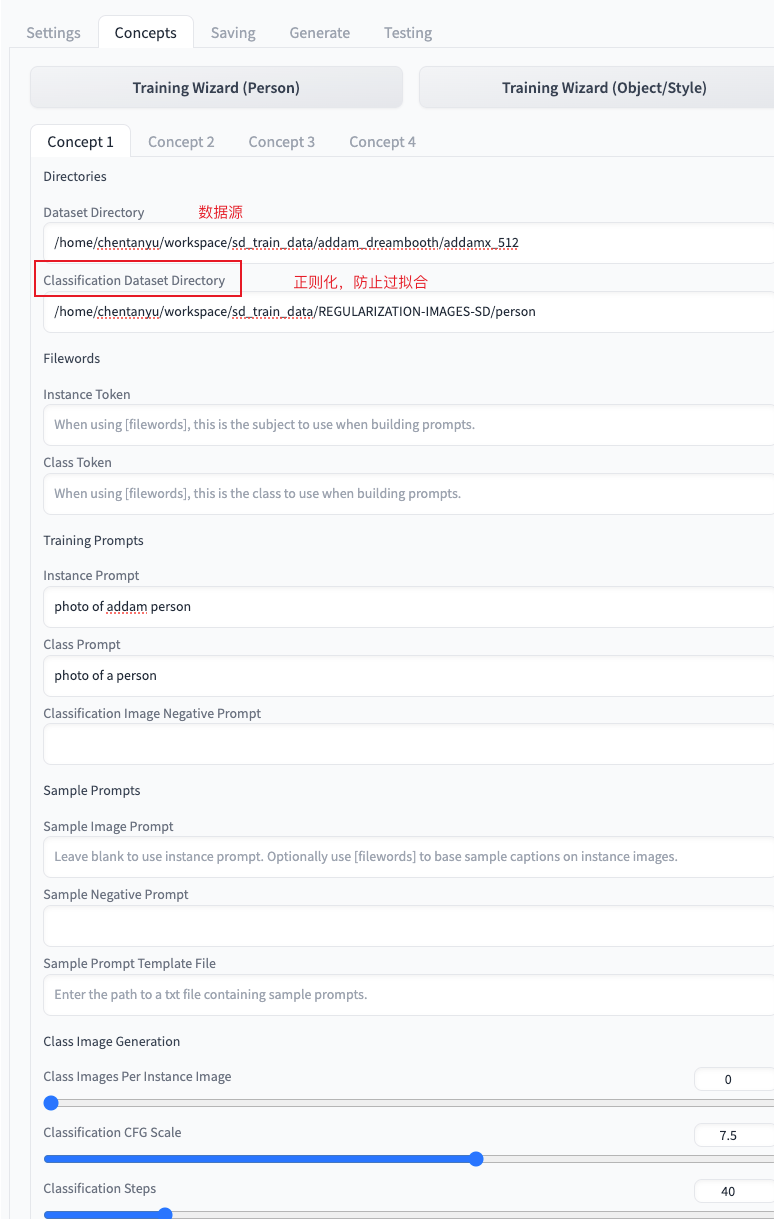 Settings Concepts Saving Generate Testing
Training Wizard (Person) Training Wizard (Object/Style)
Concept 1 Concept 2 Concept 3 Concept 4
Directories
Dataset Directory 数据源
/home/chentanyu/workspace/sd_train_data/addam_dreambooth/addamx_512
Classification Dataset Directory 正则化，防止过拟合
/home/chentanyu/workspace/sd_train_data/REGULARIZATION-IMAGES-SD/person
Filewords
Instance Token
When using [filewords], this is the subject to use when building prompts.
Class Token
When using [filewords], this is the class to use when building prompts.
Training Prompts
Instance Prompt
photo of addam person
Class Prompt
photo of a person
Classification Image Negative Prompt
Sample Prompts
Sample Image Prompt
Leave blank to use instance prompt. Optionally use [filewords] to base sample captions on instance images.
Sample Negative Prompt
Sample Prompt Template File
Enter the path to a txt file containing sample prompts.
Class Image Generation
Class Images Per Instance Image 0
Classification CFG Scale 7.5
Classification Steps 40